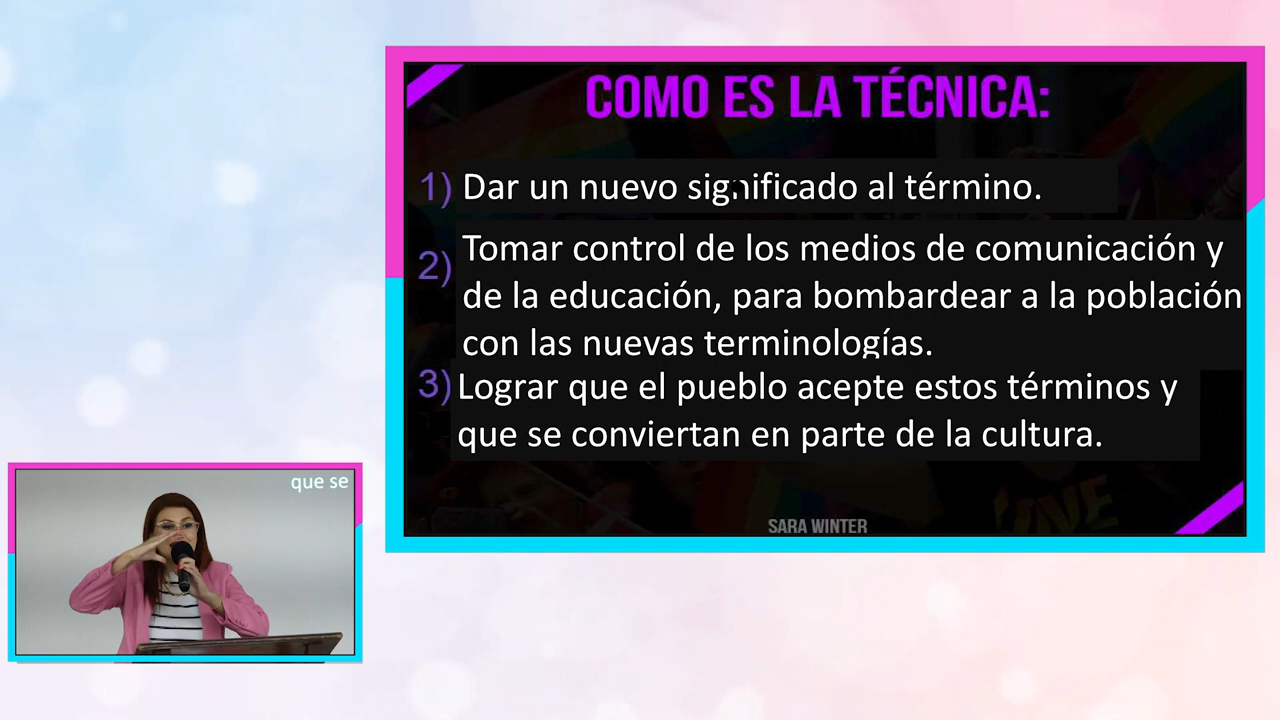 COMO ES LA TÉCNICA:
1) Dar un nuevo significado al término.
2) Tomar control de los medios de comunicación y
de la educación, para bombardear a la población
con las nuevas terminologías.
3) Lograr que el pueblo acepte estos términos y
que se conviertan en parte de la cultura.
SARA WINTER
que se